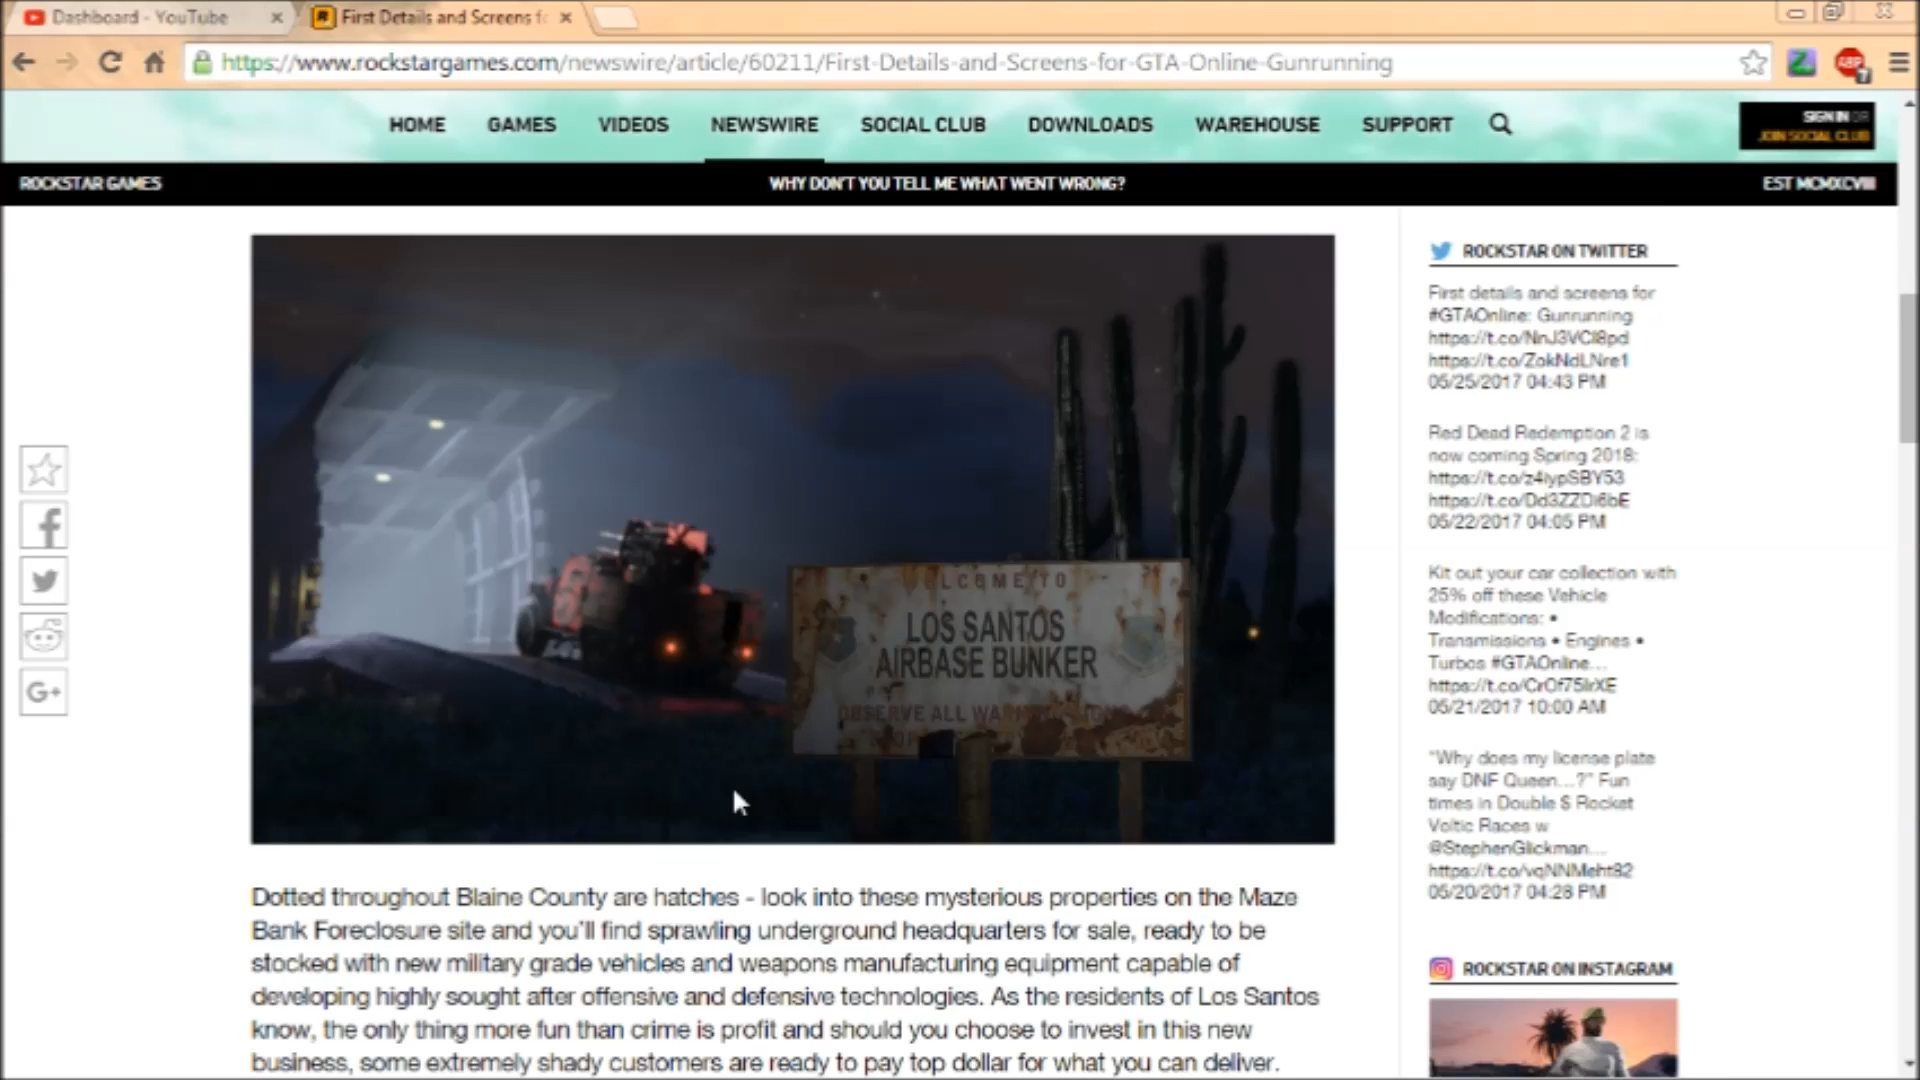 Dashboard - YouTube
First Details and Screens fo
https://www.rockstargames.com/newswire/article/60211/First-Details-and-Screens-for-GTA-Online-Gunrunning
ABP
7
HOME GAMES VIDEOS NEWSWIRE SOCIAL CLUB DOWNLOADS WAREHOUSE SUPPORT
SIGN IN OR
JOIN SOCIAL CLUB
ROCKSTAR GAMES WHY DON'T YOU TELL ME WHAT WENT WRONG? EST MCMXCVIII
WELCOME TO
LOS SANTOS
AIRBASE BUNKER
OBSERVE ALL
G+
Dotted throughout Blaine County are hatches - look into these mysterious properties on the Maze
Bank Foreclosure site and you'll find sprawling underground headquarters for sale, ready to be
stocked with new military grade vehicles and weapons manufacturing equipment capable of
developing highly sought after offensive and defensive technologies. As the residents of Los Santos
know, the only thing more fun than crime is profit and should you choose to invest in this new
business, some extremely shady customers are ready to pay top dollar for what you can deliver.
ROCKSTAR ON TWITTER
First details and screens for
#GTAOnline: Gunrunning
https://t.co/NnJ3VCl8pd
https://t.co/ZokNdLNre1
05/25/2017 04:43 PM
Red Dead Redemption 2 is
now coming Spring 2018:
https://t.co/z4iypSBY53
https://t.co/Dd3ZZDi6bE
05/22/2017 04:05 PM
Kit out your car collection with
25% off these Vehicle
Modifications: •
Transmissions • Engines •
Turbos #GTAOnline...
https://t.co/CrOf75IrXE
05/21/2017 10:00 AM
"Why does my license plate
say DNF Queen...?" Fun
times in Double $ Rocket
Voltic Races w
@StephenGlickman...
https://t.co/vqNNMeht82
05/20/2017 04:28 PM
ROCKSTAR ON INSTAGRAM